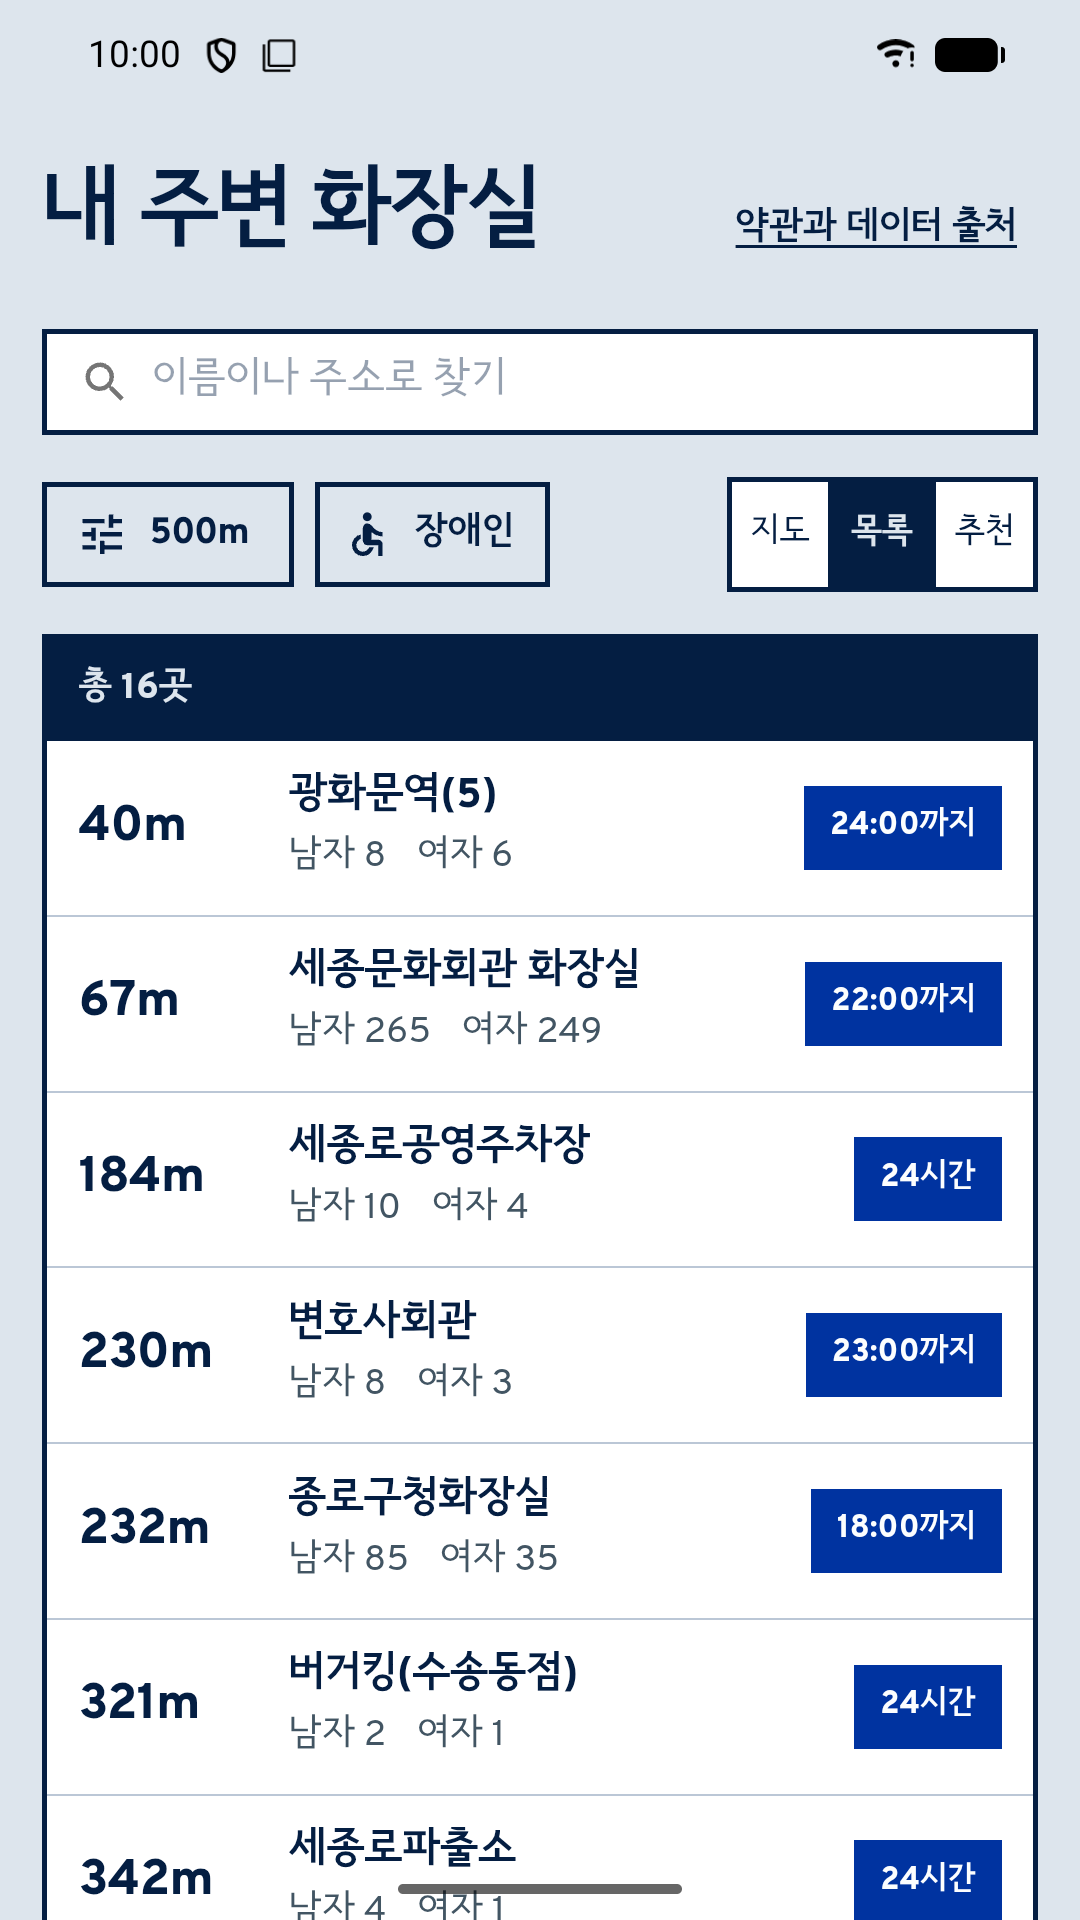 10:00
내 주변 화장실
약관과 데이터 출처
이름이나 주소로 찾기
500m
장애인
지도
목록
추천
총 16곳
40m
광화문역(5)
남자 8 여자 6
24:00까지
67m
세종문화회관 화장실
남자 265 여자 249
22:00까지
184m
세종로공영주차장
남자 10 여자 4
24시간
230m
변호사회관
남자 8 여자 3
23:00까지
232m
종로구청화장실
남자 85 여자 35
18:00까지
321m
버거킹(수송동점)
남자 2 여자 1
24시간
342m
세종로파출소
남자 4 여자 1
24시간